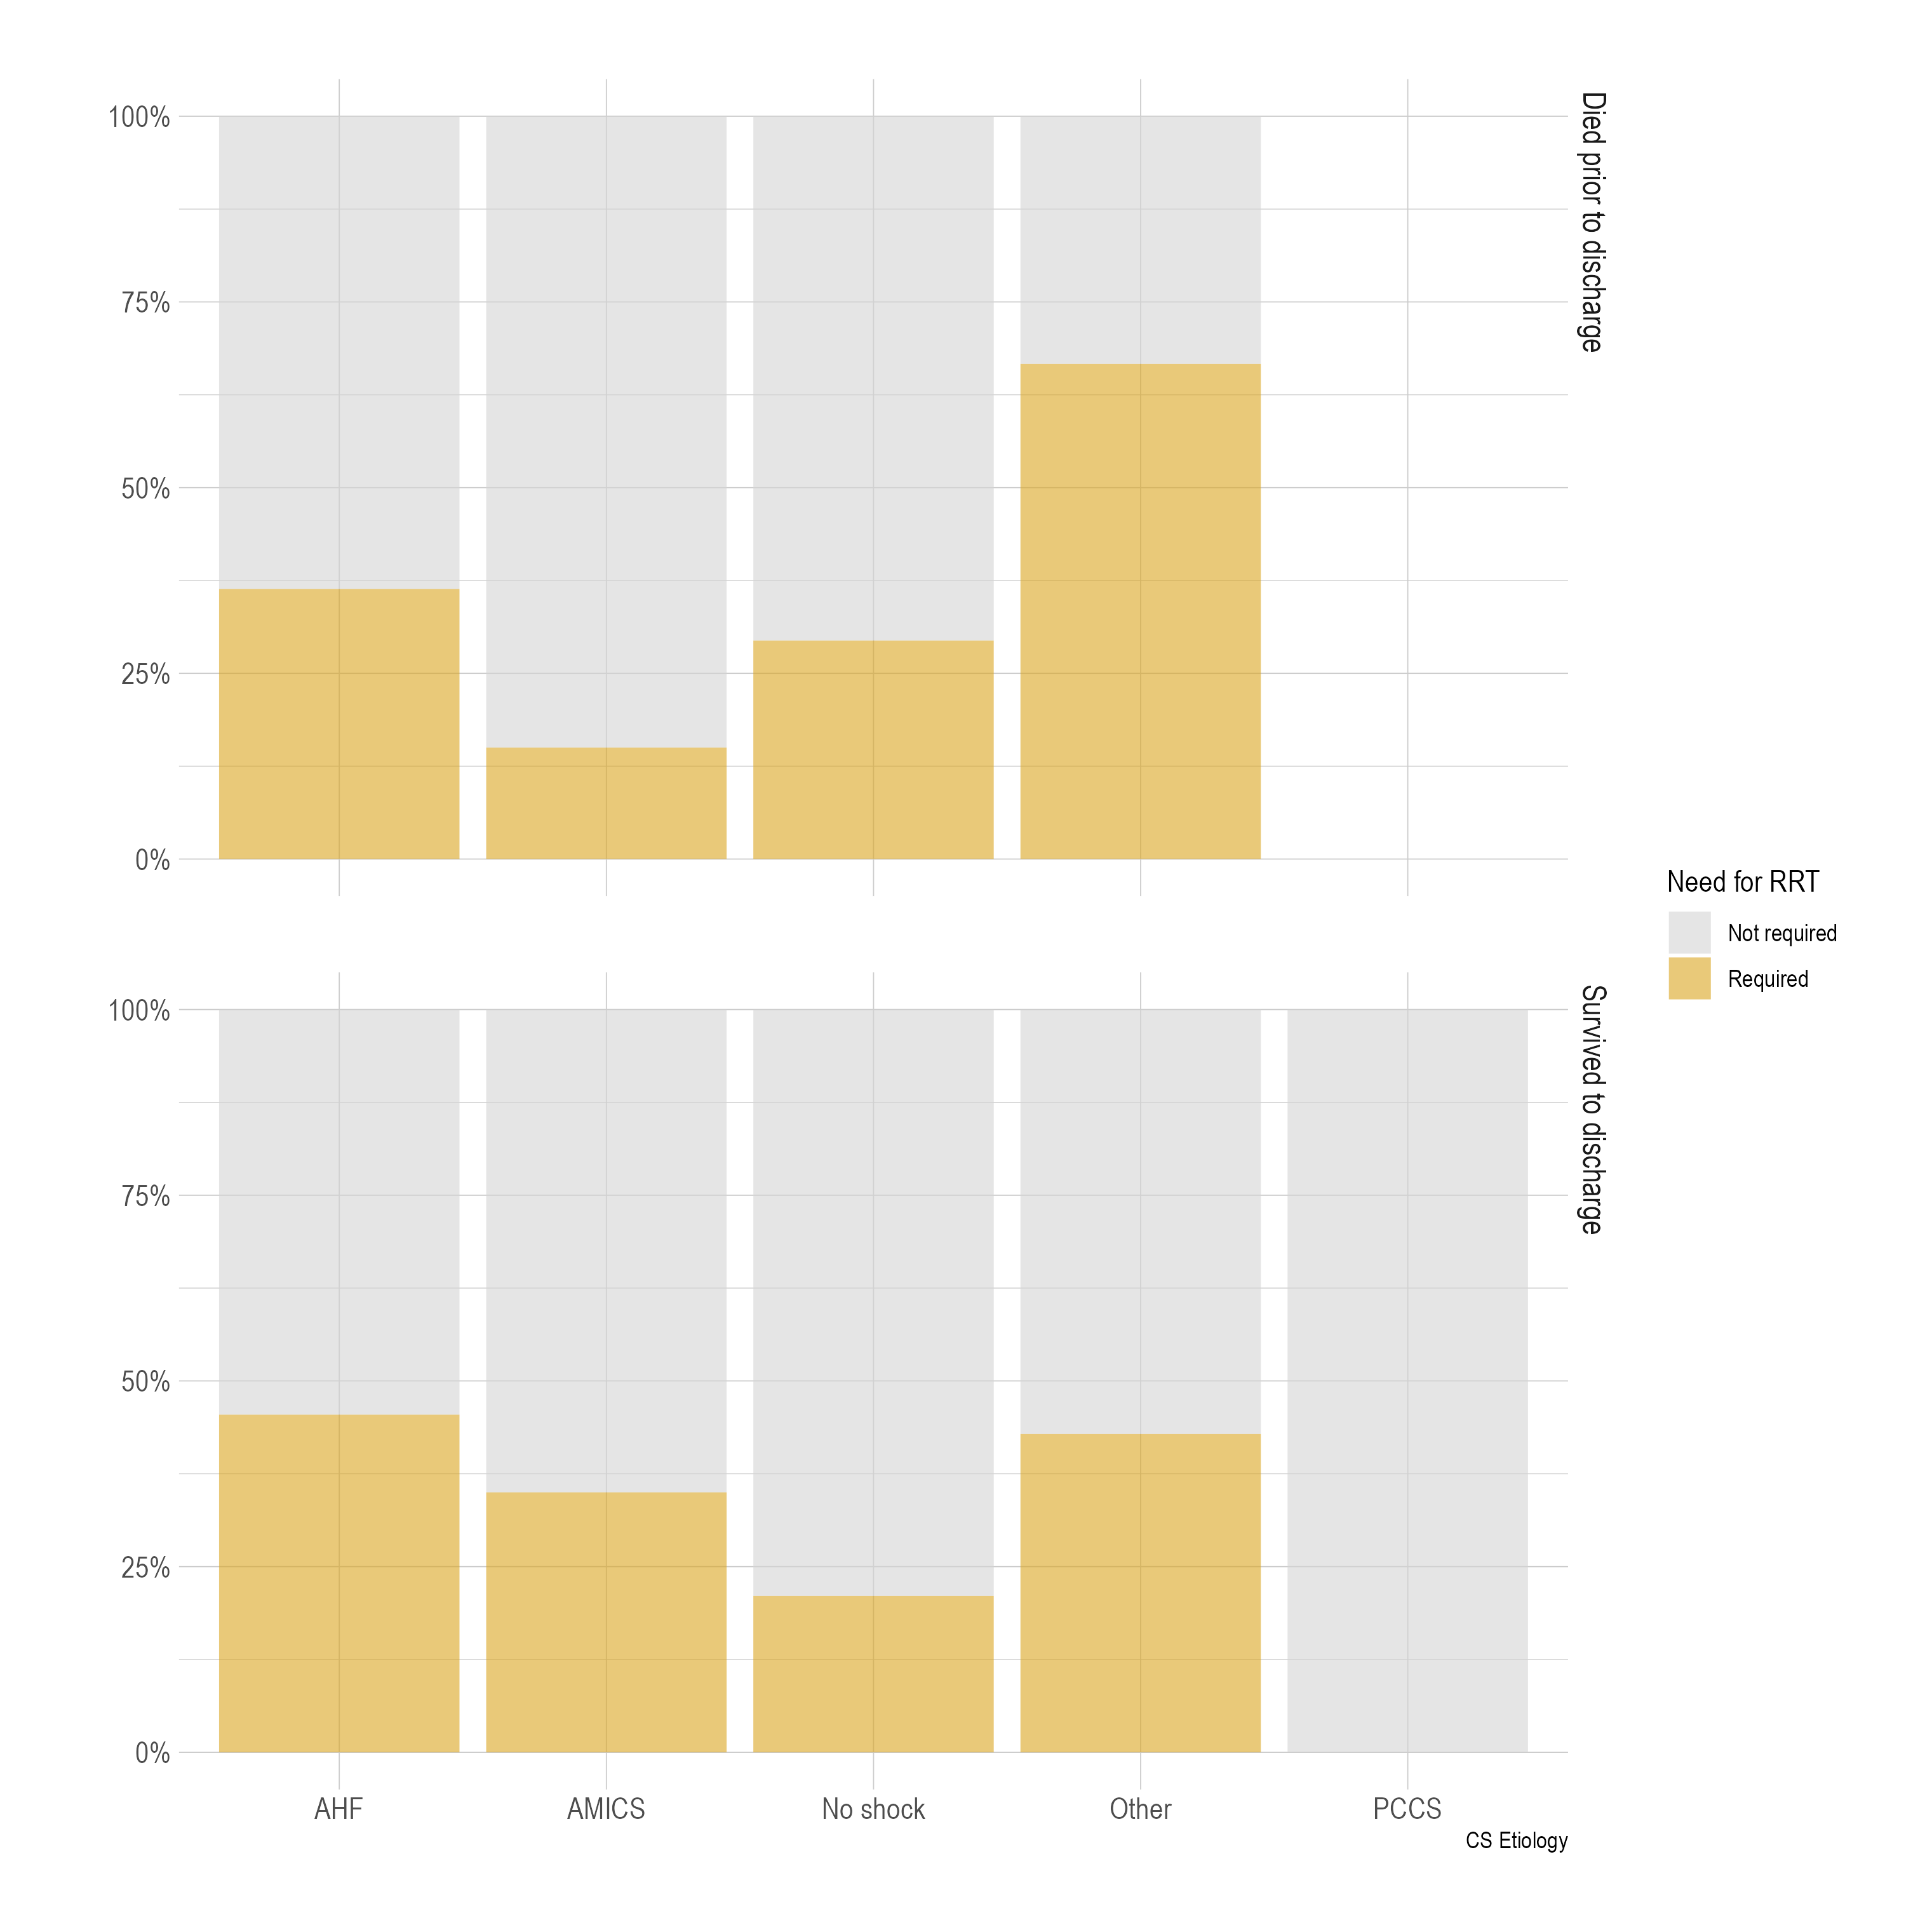 100%
75%
50%
25%
0%
Died prior to discharge
Need for RRT
Not required
Required
100%
75%
50%
25%
0%
Survived to discharge
AHF AMICS No shock Other PCCS
CS Etiology